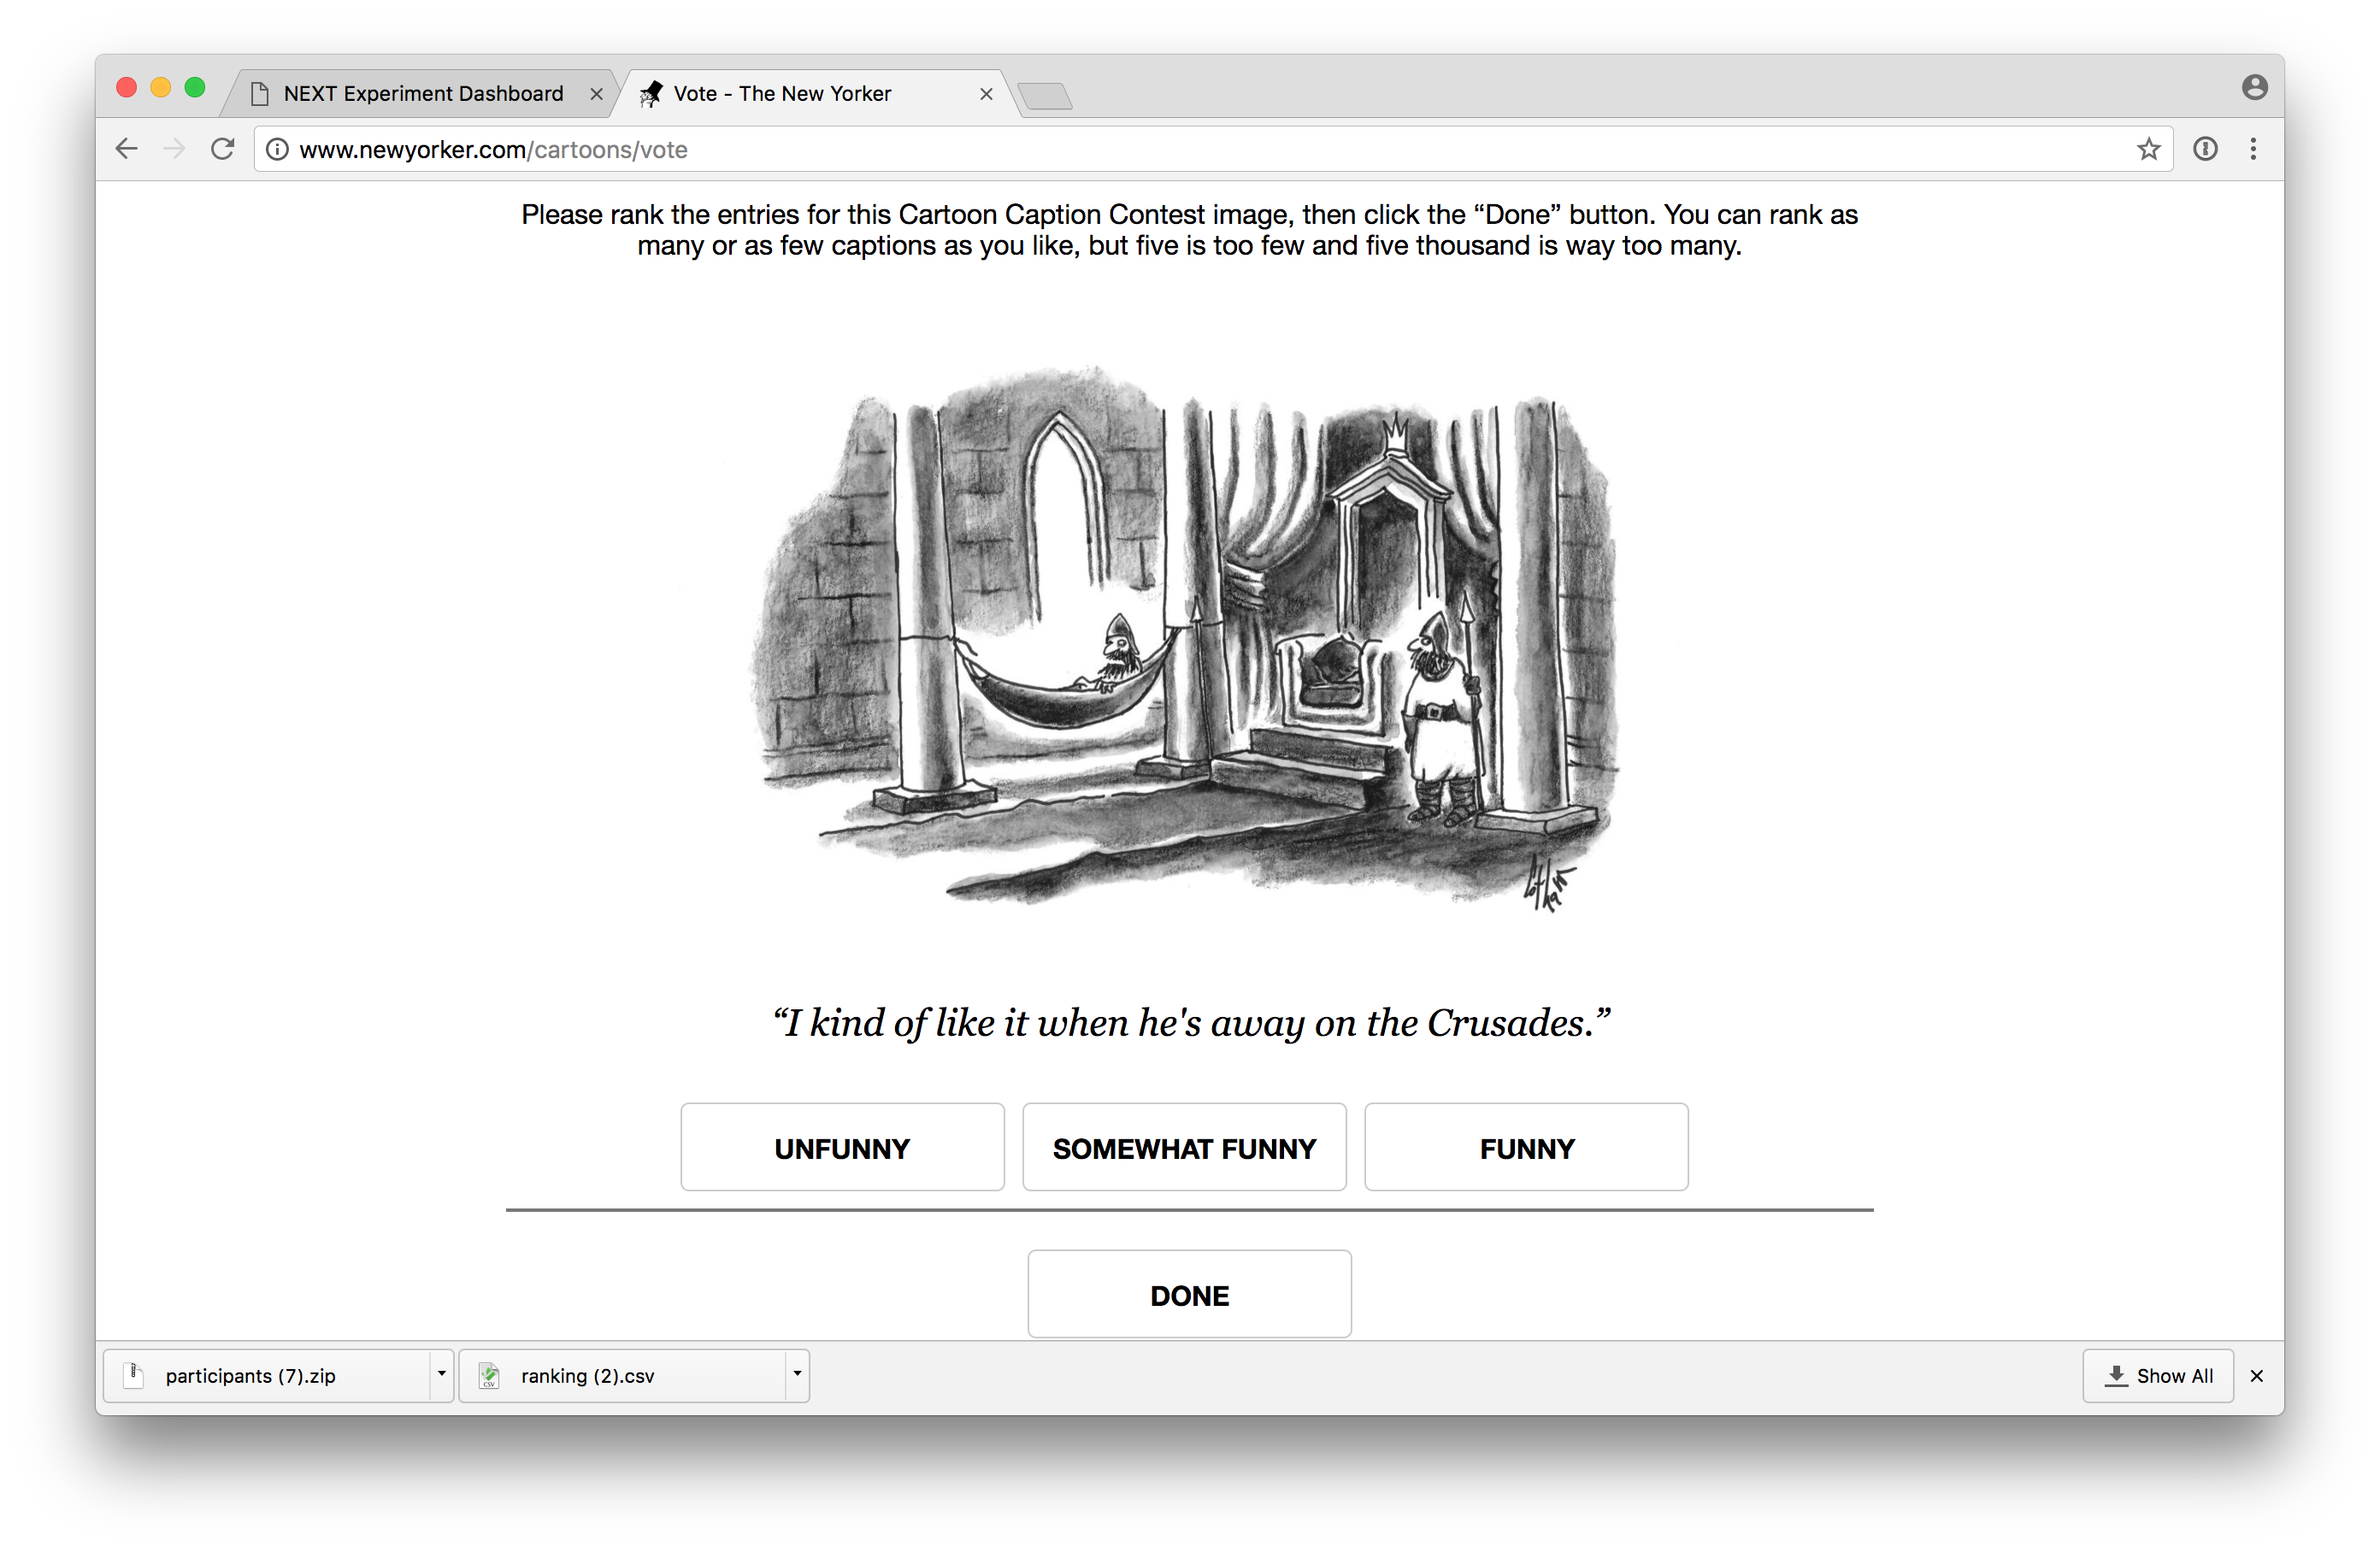 NEXT Experiment Dashboard
Vote - The New Yorker
www.newyorker.com/cartoons/vote
Please rank the entries for this Cartoon Caption Contest image, then click the “Done” button. You can rank as
many or as few captions as you like, but five is too few and five thousand is way too many.
Cotham
“I kind of like it when he's away on the Crusades.”
UNFUNNY
SOMEWHAT FUNNY
FUNNY
DONE
participants (7).zip
CSV
ranking (2).csv
Show All